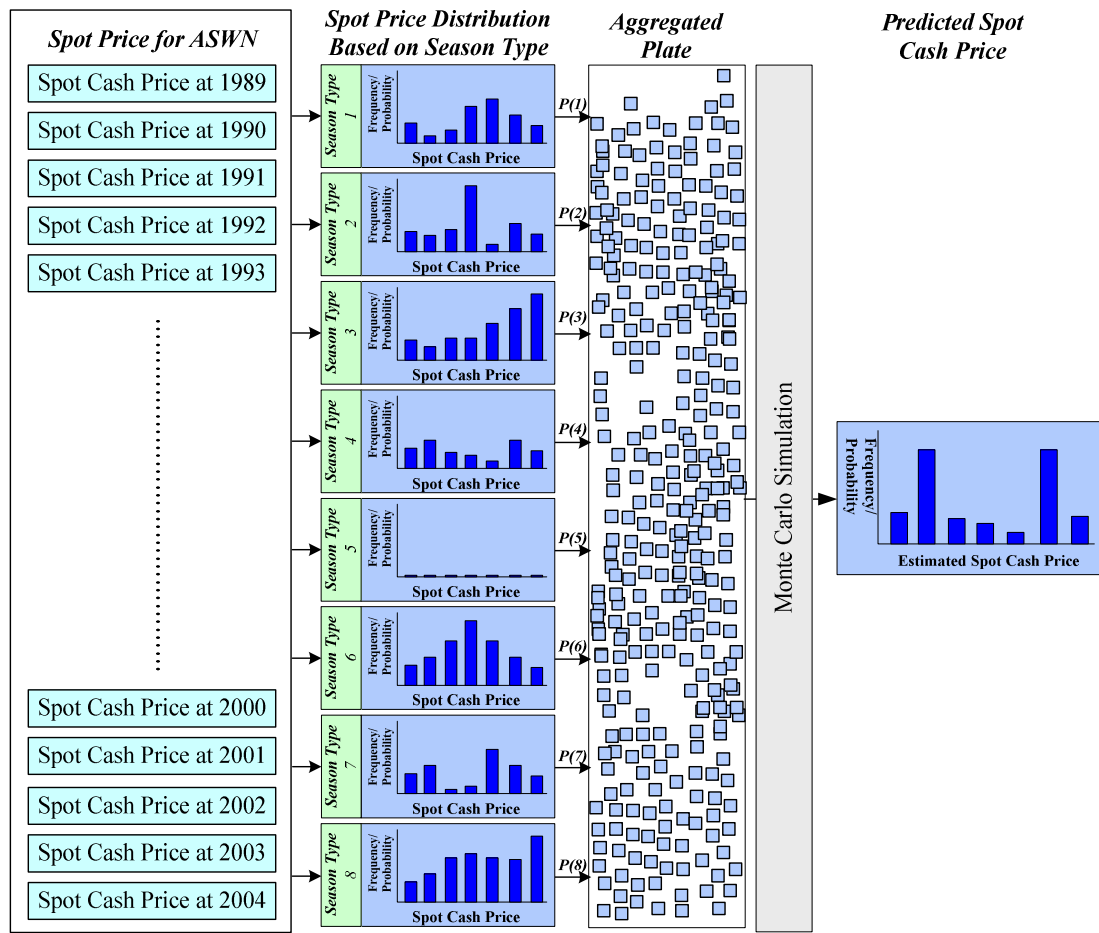 Spot Price for ASWN
Spot Cash Price at 1989
Spot Cash Price at 1990
Spot Cash Price at 1991
Spot Cash Price at 1992
Spot Cash Price at 1993
Spot Cash Price at 2000
Spot Cash Price at 2001
Spot Cash Price at 2002
Spot Cash Price at 2003
Spot Cash Price at 2004
Spot Price Distribution
Based on Season Type
Season Type
1
Frequency/
Probability
Spot Cash Price
Season Type
2
Frequency/
Probability
Spot Cash Price
Season Type
3
Frequency/
Probability
Spot Cash Price
Season Type
4
Frequency/
Probability
Spot Cash Price
Season Type
5
Frequency/
Probability
Spot Cash Price
Season Type
6
Frequency/
Probability
Spot Cash Price
Season Type
7
Frequency/
Probability
Spot Cash Price
Season Type
8
Frequency/
Probability
Spot Cash Price
P(1)
P(2)
P(3)
P(4)
P(5)
P(6)
P(7)
P(8)
Aggregated
Plate
Monte Carlo Simulation
Predicted Spot
Cash Price
Frequency/
Probability
Estimated Spot Cash Price